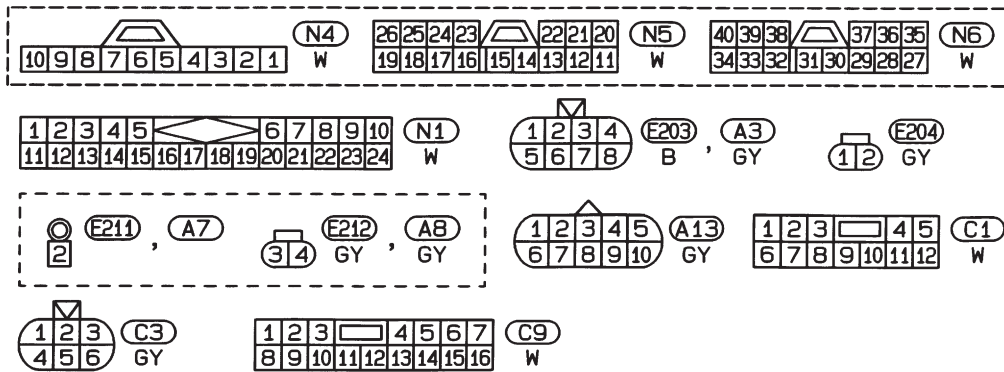 26 25 24 23 22 21 20 40 39 38 37 36 35
10 9 8 7 6 5 4 3 2 1 N4 W 19 18 17 16 15 14 13 12 11 N5 W 34 33 32 31 30 29 28 27 N6 W
1 2 3 4 5 6 7 8 9 10 N1 1 2 3 4 E203 , A3 E204
11 12 13 14 15 16 17 18 19 20 21 22 23 24 W 5 6 7 8 B GY 1 2 GY
E211 , A7 E212 , A8 1 2 3 4 5 A13 1 2 3 4 5 C1
2 3 4 GY GY 6 7 8 9 10 GY 6 7 8 9 10 11 12 W
1 2 3 C3 1 2 3 4 5 6 7 C9
4 5 6 GY 8 9 10 11 12 13 14 15 16 W